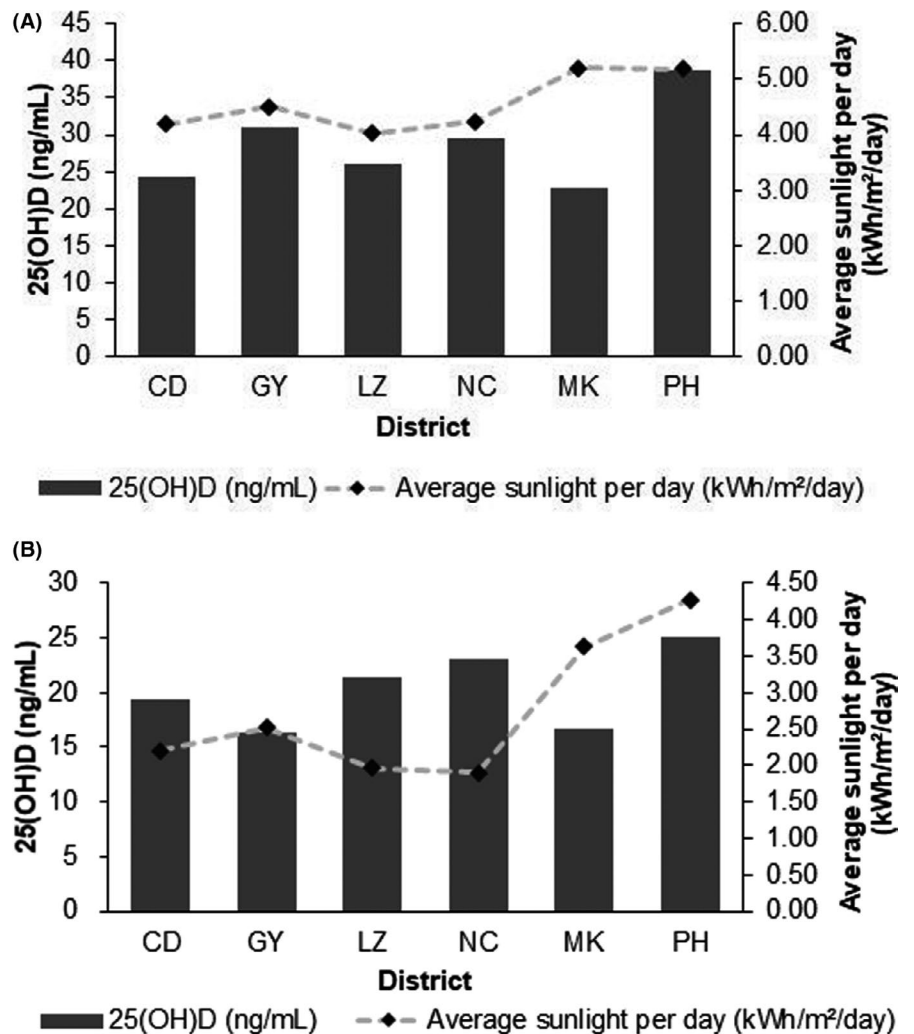 (A)
45
40
35
30
25
20
15
10
5
0
25(OH)D (ng/mL)
6.00
5.00
4.00
3.00
2.00
1.00
0.00
Average sunlight per day
(kWh/m²/day)
CD GY LZ NC MK PH
District
25(OH)D (ng/mL) Average sunlight per day (kWh/m²/day)
(B)
30
25
20
15
10
5
0
25(OH)D (ng/mL)
4.50
4.00
3.50
3.00
2.50
2.00
1.50
1.00
0.50
0.00
Average sunlight per day
(kWh/m²/day)
CD GY LZ NC MK PH
District
25(OH)D (ng/mL) Average sunlight per day (kWh/m²/day)